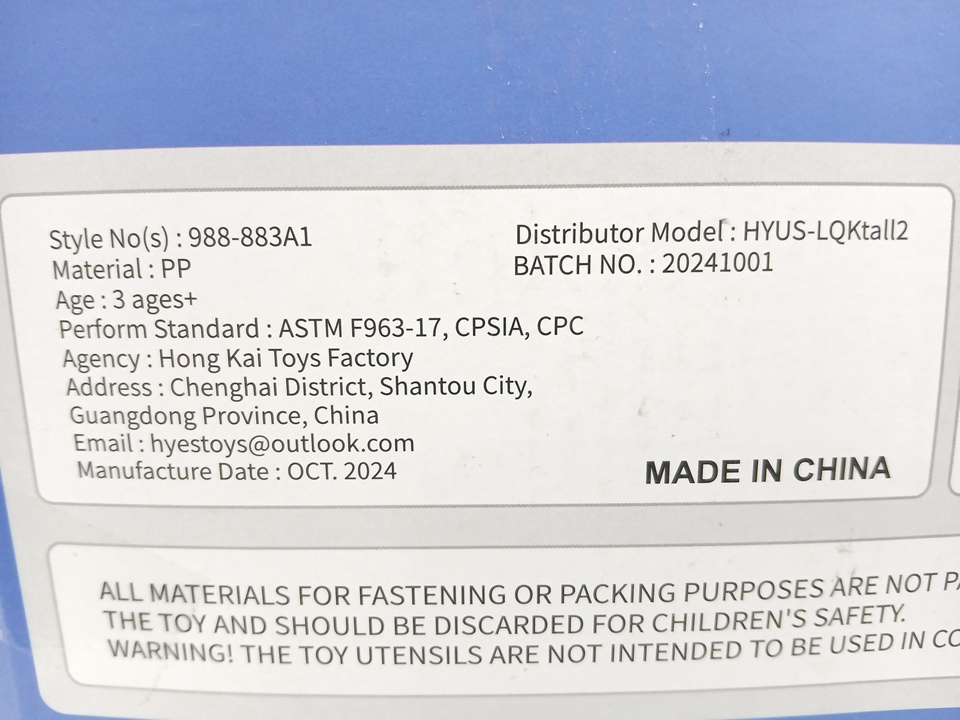 Style No(s) : 988-883A1
Material : PP
Age : 3 ages+
Perform Standard : ASTM F963-17, CPSIA, CPC
Agency : Hong Kai Toys Factory
Address : Chenghai District, Shantou City,
Guangdong Province, China
Email : hyestoys@outlook.com
Manufacture Date : OCT. 2024
Distributor Model : HYUS-LQKtall2
BATCH NO. : 20241001
MADE IN CHINA
ALL MATERIALS FOR FASTENING OR PACKING PURPOSES ARE NOT
THE TOY AND SHOULD BE DISCARDED FOR CHILDREN'S SAFETY.
WARNING! THE TOY UTENSILS ARE NOT INTENDED TO BE USED IN